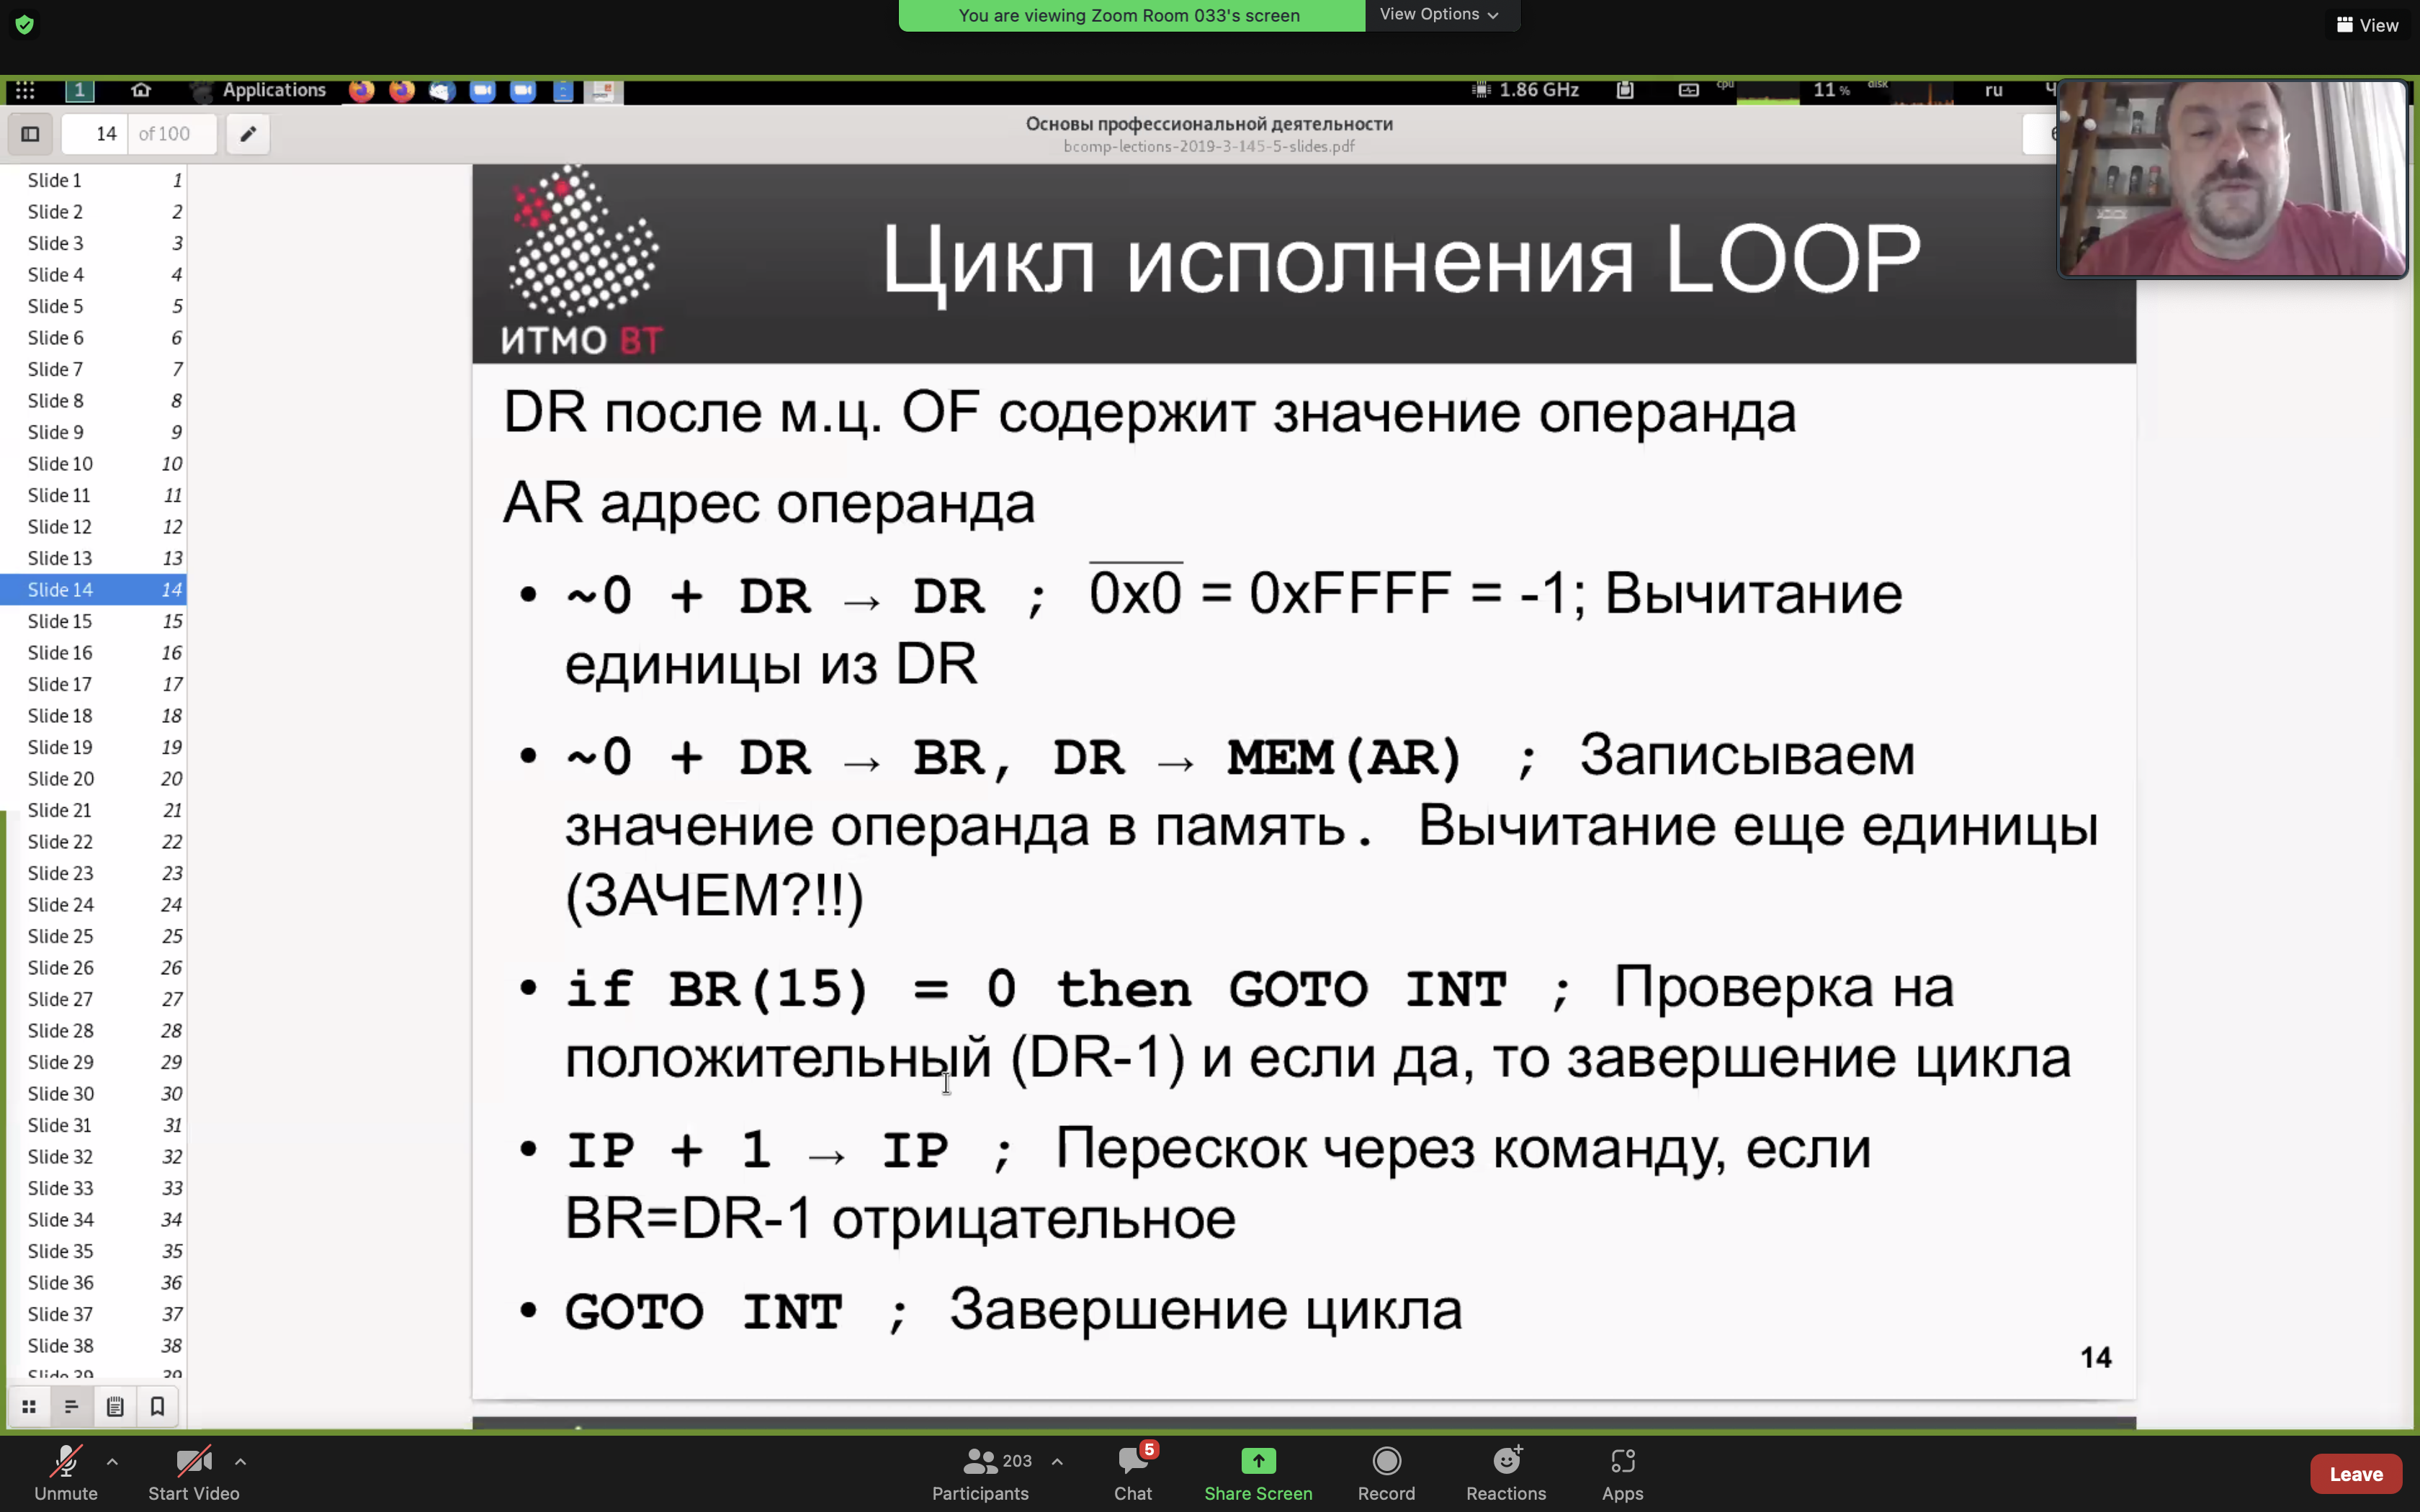 You are viewing Zoom Room 033's screen
View Options
View
1
Applications
1.86 GHz
cpu
11 %
disk
ru
14
of 100
Основы профессиональной деятельности
bcomp-lections-2019-3-145-5-slides.pdf
Slide 1 1
Slide 2 2
Slide 3 3
Slide 4 4
Slide 5 5
Slide 6 6
Slide 7 7
Slide 8 8
Slide 9 9
Slide 10 10
Slide 11 11
Slide 12 12
Slide 13 13
Slide 14 14
Slide 15 15
Slide 16 16
Slide 17 17
Slide 18 18
Slide 19 19
Slide 20 20
Slide 21 21
Slide 22 22
Slide 23 23
Slide 24 24
Slide 25 25
Slide 26 26
Slide 27 27
Slide 28 28
Slide 29 29
Slide 30 30
Slide 31 31
Slide 32 32
Slide 33 33
Slide 34 34
Slide 35 35
Slide 36 36
Slide 37 37
Slide 38 38
Slide 39 39
ИТМО ВТ
Цикл исполнения LOOP
DR после м.ц. OF содержит значение операнда
AR адрес операнда
• ~0 + DR → DR ; 0x0 = 0xFFFF = -1; Вычитание
единицы из DR
• ~0 + DR → BR, DR → MEM(AR) ; Записываем
значение операнда в память. Вычитание еще единицы
(ЗАЧЕМ?!!)
• if BR(15) = 0 then GOTO INT ; Проверка на
положительный (DR-1) и если да, то завершение цикла
• IP + 1 → IP ; Перескок через команду, если
BR=DR-1 отрицательное
• GOTO INT ; Завершение цикла
14
Unmute
Start Video
203
Participants
5
Chat
Share Screen
Record
Reactions
Apps
Leave